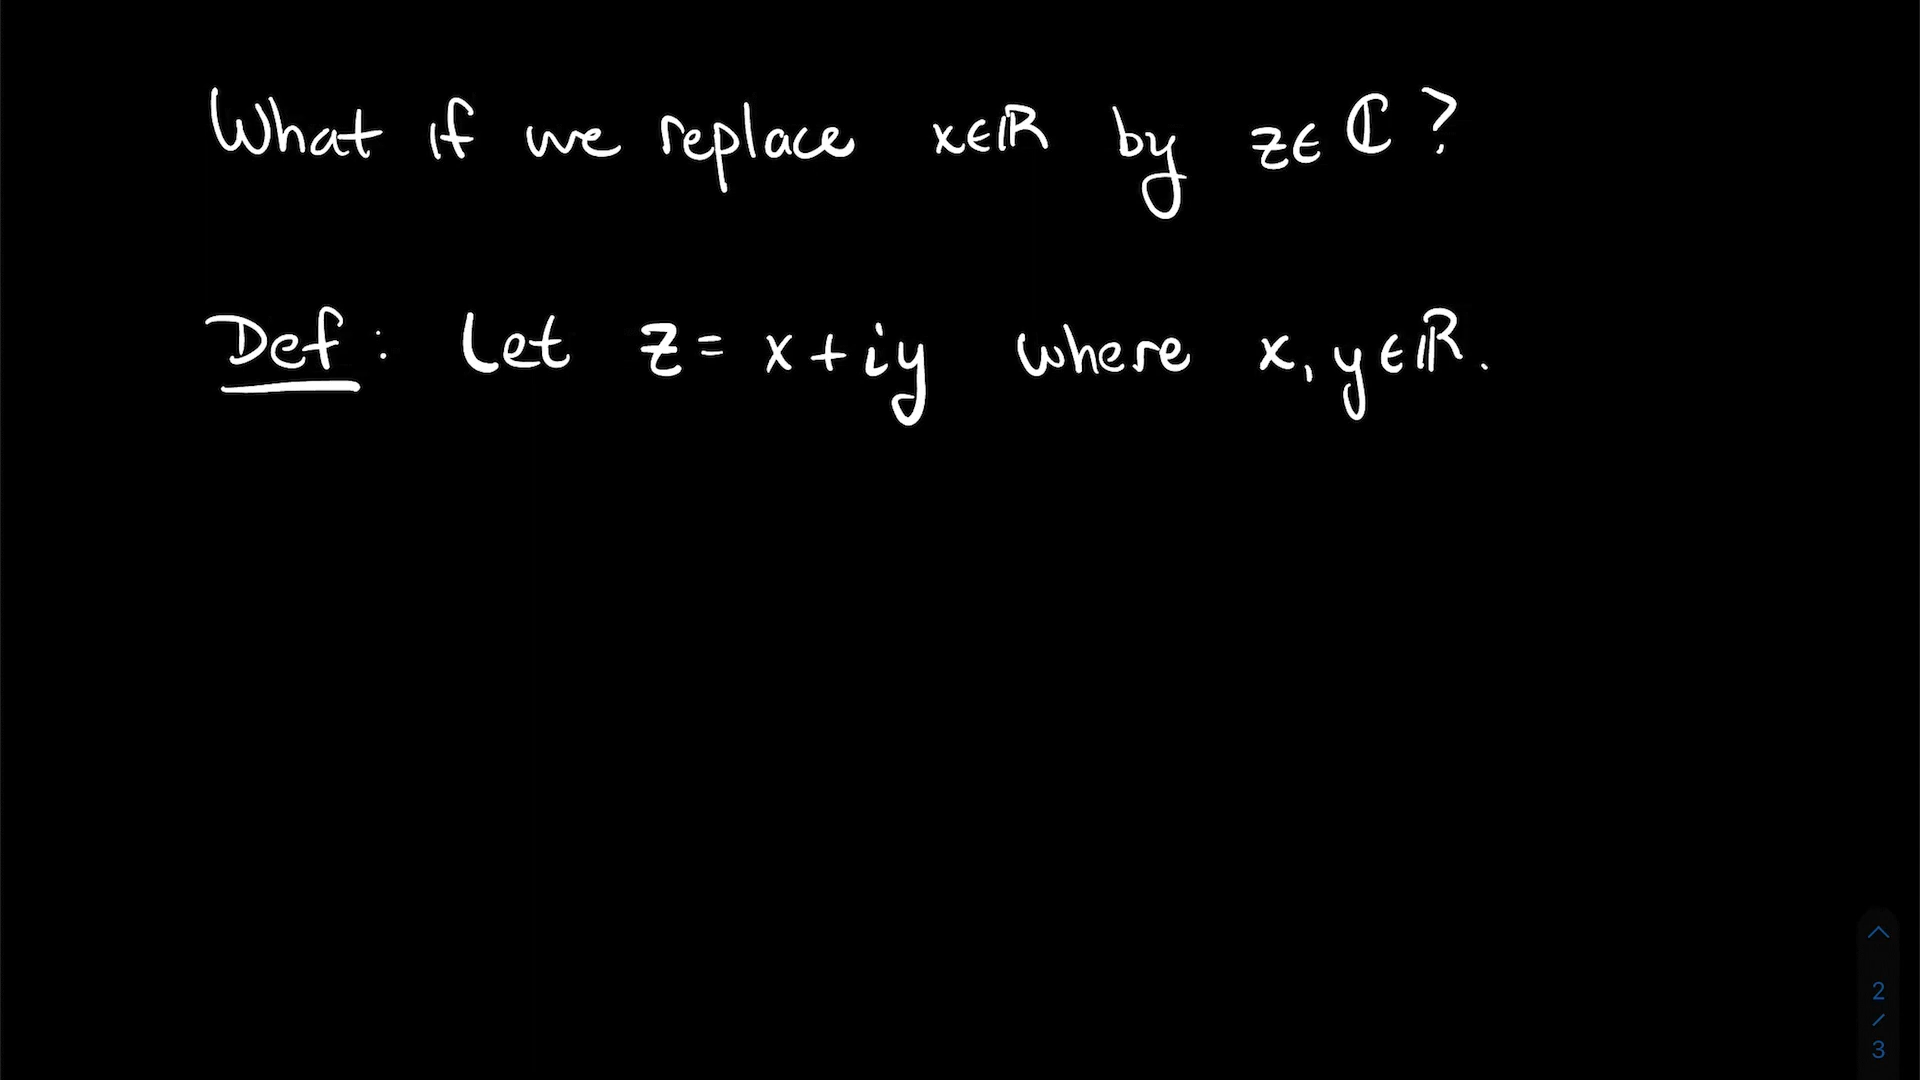 What if we replace x∈ℝ by z∈ℂ?
Def: Let z = x + iy where x, y ∈ℝ.
2
/
3